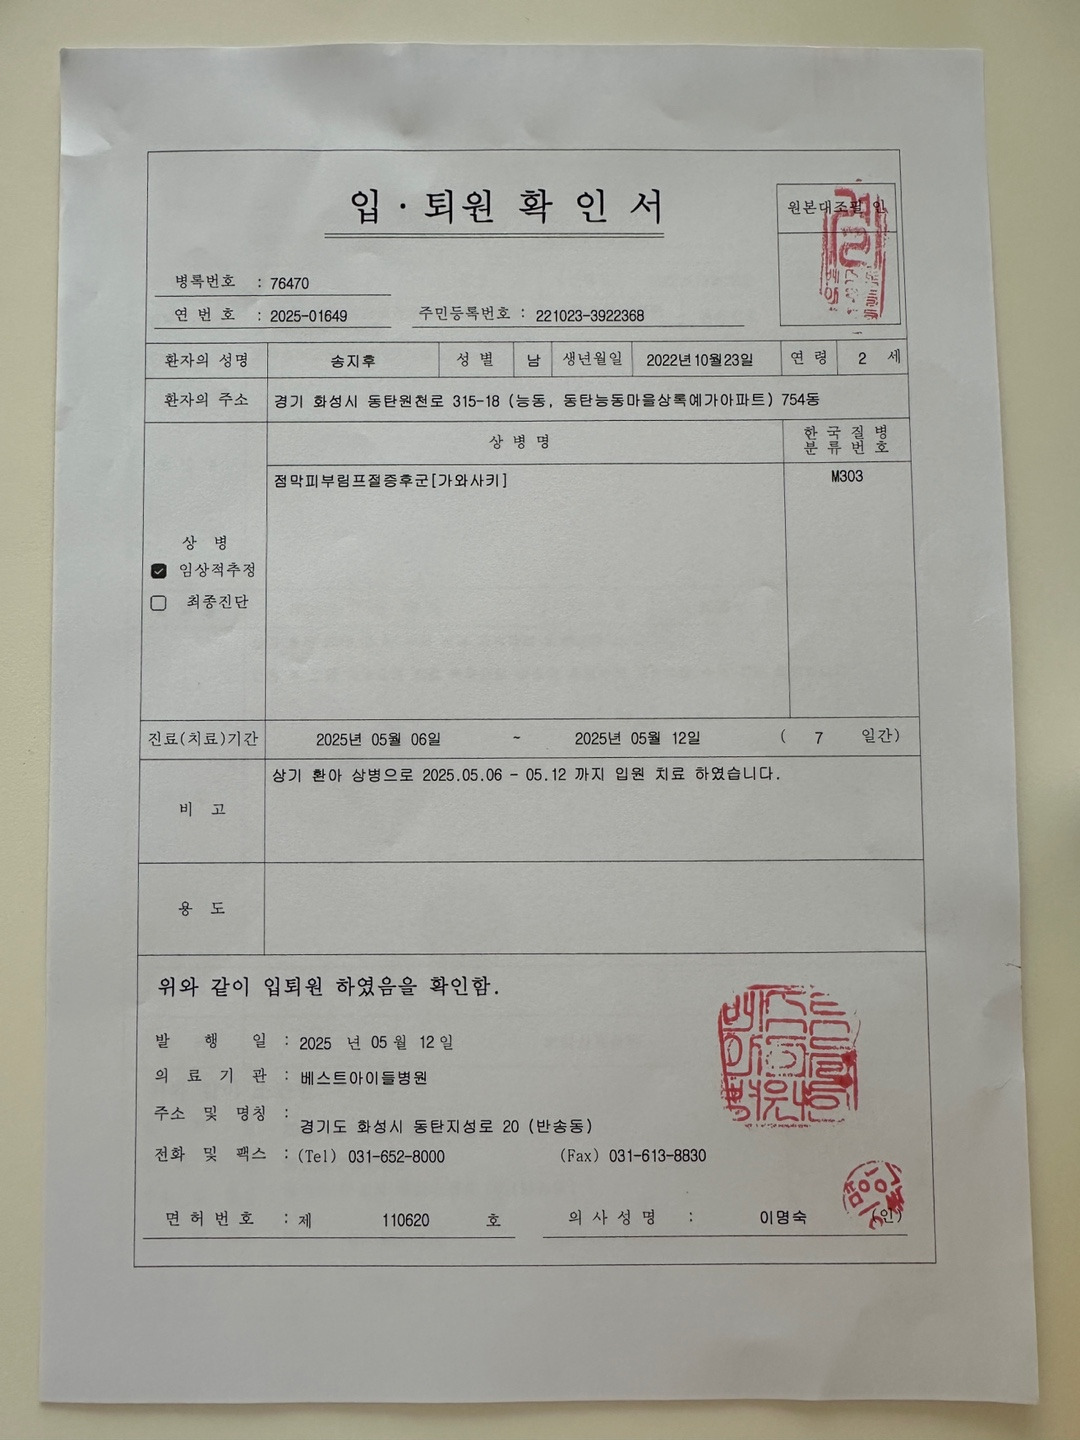 입 · 퇴원 확 인 서
원본대조필 인
병록번호 : 76470
연 번 호 : 2025-01649 주민등록번호 : 221023-3922368
환자의 성명 송지후 성 별 남 생년월일 2022년10월23일 연 령 2 세
환자의 주소 경기 화성시 동탄원천로 315-18 (능동, 동탄능동마을상록예가아파트) 754동
상 병 명 한 국 질 병
분 류 번 호
점막피부림프절증후군[가와사키] M303
상 병
임상적추정
최종진단
진료(치료)기간 2025년 05월 06일 ~ 2025년 05월 12일 ( 7 일간)
비 고 상기 환아 상병으로 2025.05.06 - 05.12 까지 입원 치료 하였습니다.
용 도
위와 같이 입퇴원 하였음을 확인함.
발 행 일 : 2025 년 05 월 12 일
의 료 기 관 : 베스트아이들병원
주소 및 명칭 : 경기도 화성시 동탄지성로 20 (반송동)
전화 및 팩스 : (Tel) 031-652-8000 (Fax) 031-613-8830
면 허 번 호 : 제 110620 호 의 사 성 명 : 이명숙 (인)